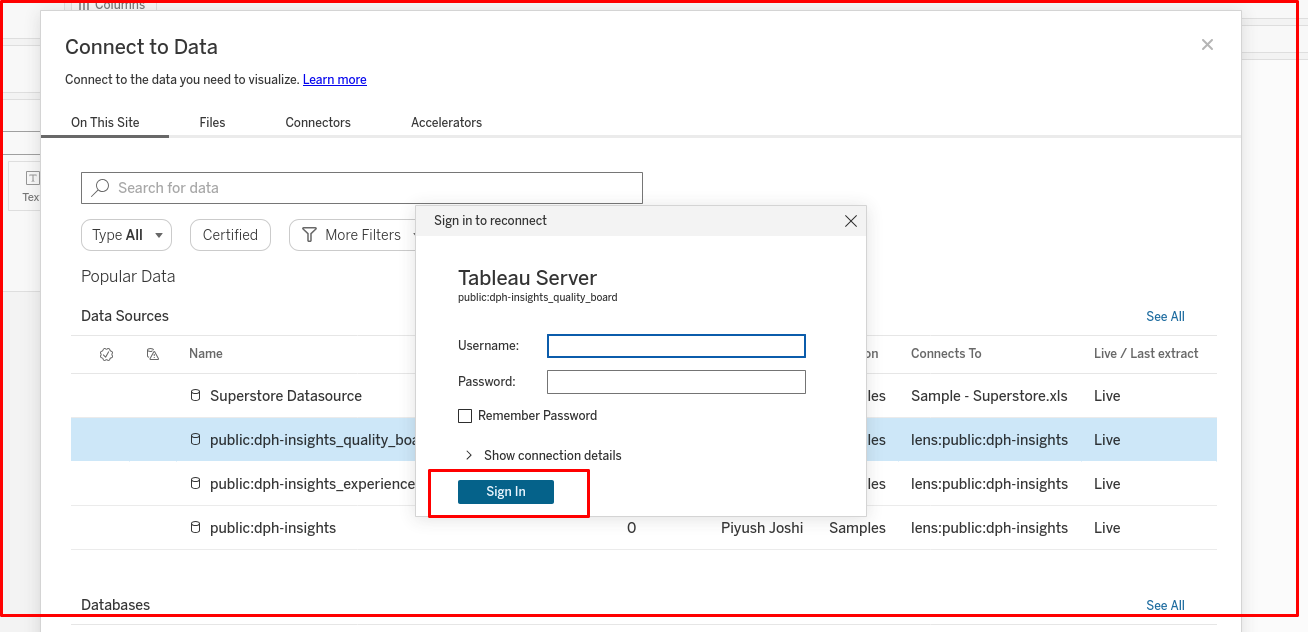 Columns
Connect to Data
Connect to the data you need to visualize. Learn more
On This Site Files Connectors Accelerators
T
Tex
Search for data
Sign in to reconnect
Type All Certified More Filters
Popular Data
Tableau Server
public:dph-insights_quality_board
Data Sources See All
Username:
Name on Connects To Live / Last extract
Password:
Superstore Datasource les Sample - Superstore.xls Live
Remember Password
public:dph-insights_quality_boa les lens:public:dph-insights Live
Show connection details
public:dph-insights_experience les lens:public:dph-insights Live
Sign In
public:dph-insights 0 Piyush Joshi Samples lens:public:dph-insights Live
Databases See All